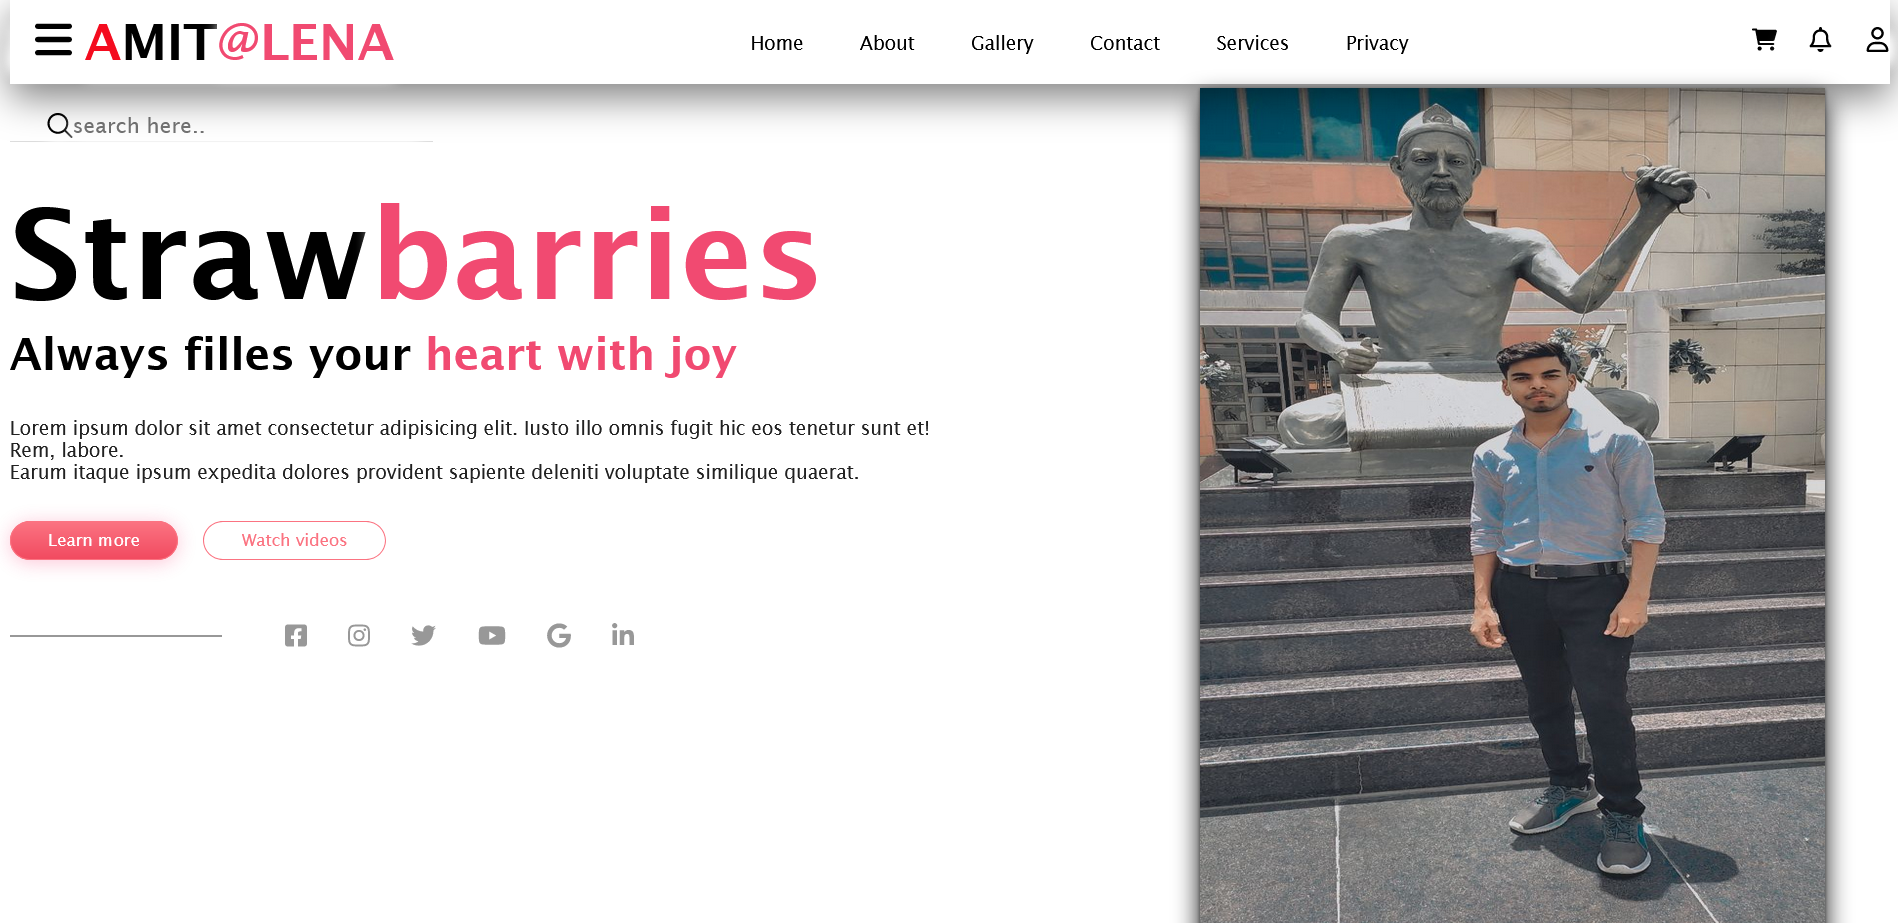 AMIT@LENA
Home About Gallery Contact Services Privacy
search here..
Strawbarries
Always filles your heart with joy
Lorem ipsum dolor sit amet consectetur adipisicing elit. Iusto illo omnis fugit hic eos tenetur sunt et!
Rem, labore.
Earum itaque ipsum expedita dolores provident sapiente deleniti voluptate similique quaerat.
Learn more Watch videos